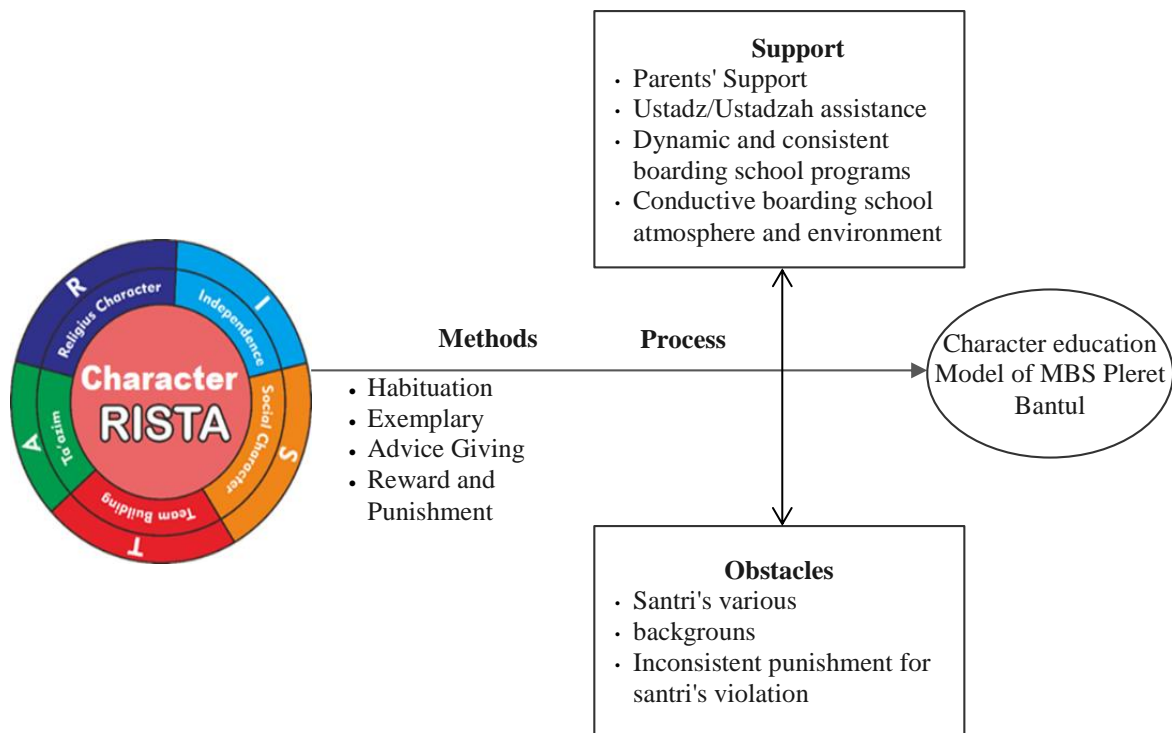 R
Religius Character
I
Independence
S
Social Character
T
Team Building
A
Ta'azim
Character
RISTA
Methods
• Habituation
• Exemplary
• Advice Giving
• Reward and
Punishment
Process
Support
• Parents' Support
• Ustadz/Ustadzah assistance
• Dynamic and consistent
boarding school programs
• Conductive boarding school
atmosphere and environment
Obstacles
• Santri's various
• backgrouns
• Inconsistent punishment for
santri's violation
Character education
Model of MBS Pleret
Bantul